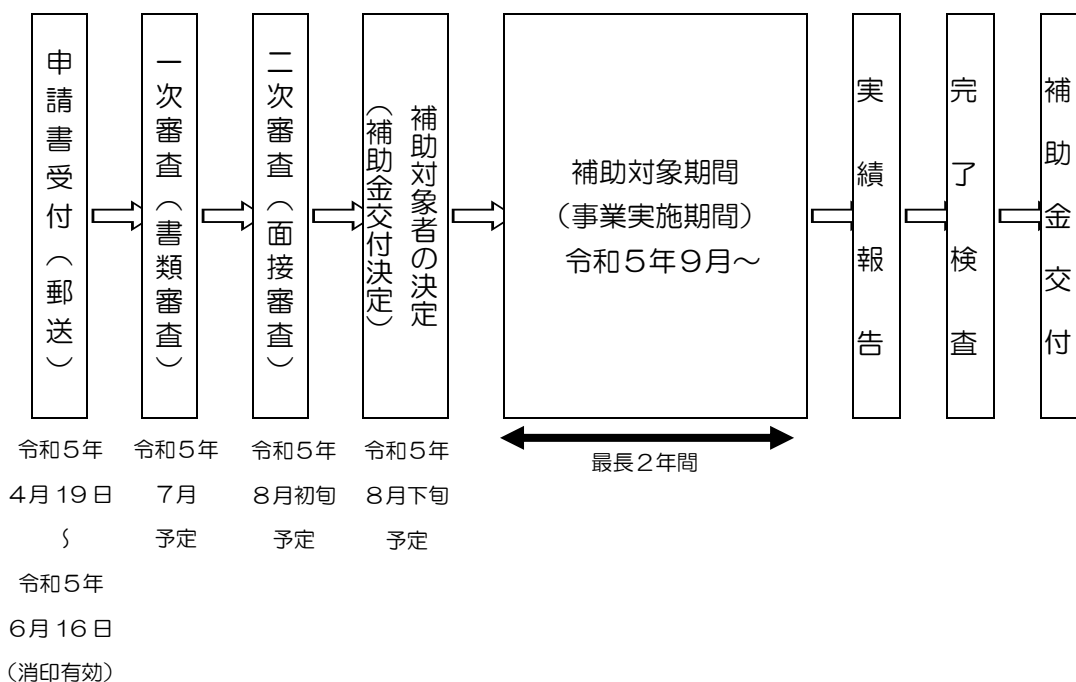 申請書受付（郵送）
一次審査（書類審査）
二次審査（面接審査）
補助対象者の決定
（補助金交付決定）
補助対象期間
（事業実施期間）
令和５年９月～
実績報告
完了検査
補助金交付
令和５年
４月19日
～
令和５年
６月16日
（消印有効）
令和５年
７月
予定
令和５年
８月初旬
予定
令和５年
８月下旬
予定
最長２年間